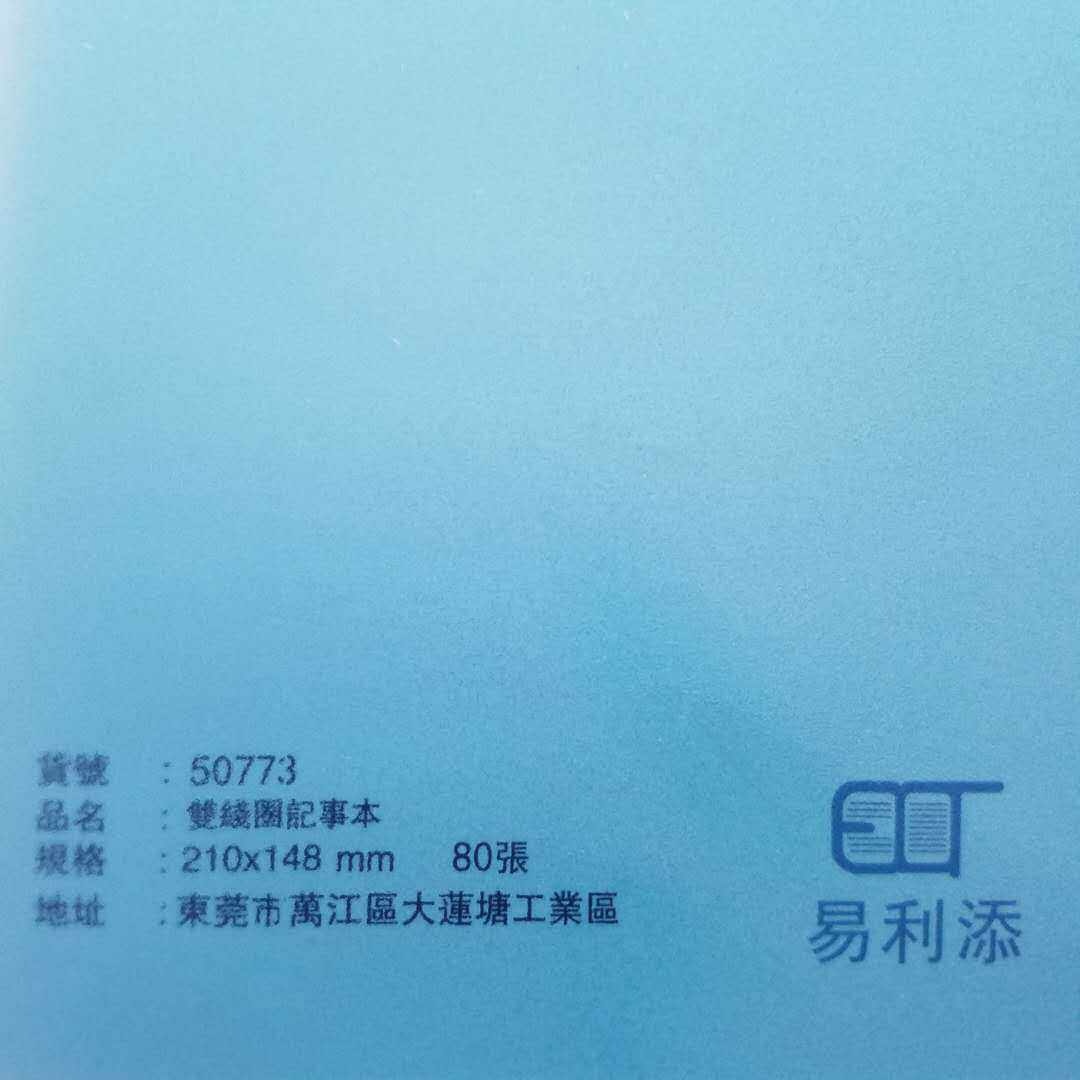 貨號 : 50773
品名 : 雙綫圈記事本
規格 : 210x148 mm 80張
地址 : 東莞市萬江區大蓮塘工業區
易利添